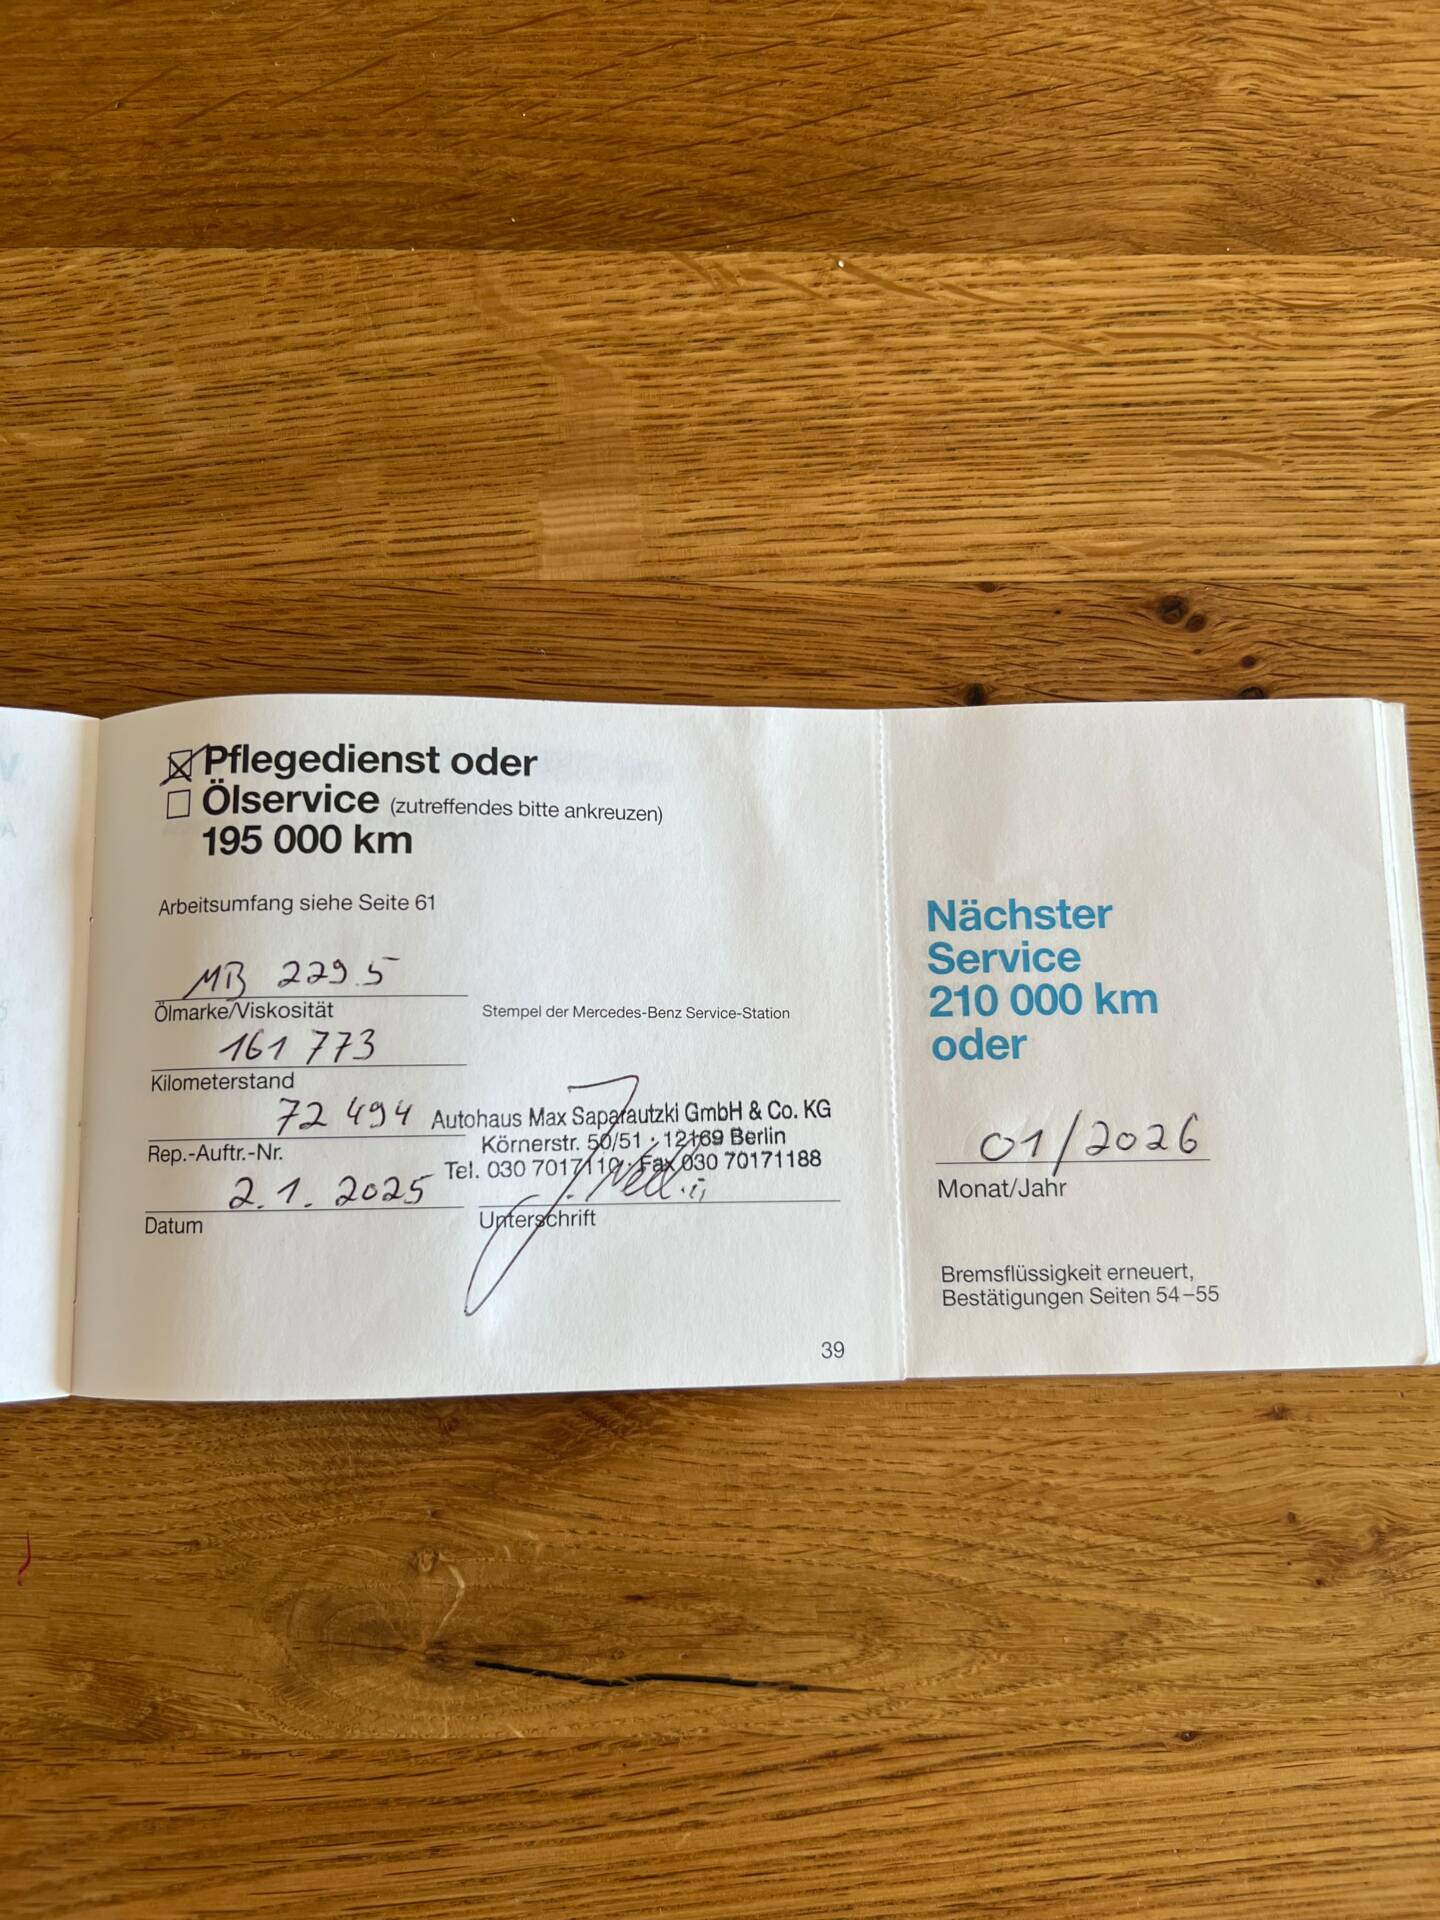 Pflegedienst oder
Ölservice (zutreffendes bitte ankreuzen)
195 000 km
Arbeitsumfang siehe Seite 61
MB 229.5
Ölmarke/Viskosität
Stempel der Mercedes-Benz Service-Station
161 773
Kilometerstand
72 494
Rep.-Auftr.-Nr.
Autohaus Max Saparautzki GmbH & Co. KG
Körnerstr. 50/51 · 12169 Berlin
Tel. 030 7017110 · Fax 030 70171188
2.1.2025
Datum
Unterschrift
39
Nächster
Service
210 000 km
oder
01/2026
Monat/Jahr
Bremsflüssigkeit erneuert,
Bestätigungen Seiten 54–55